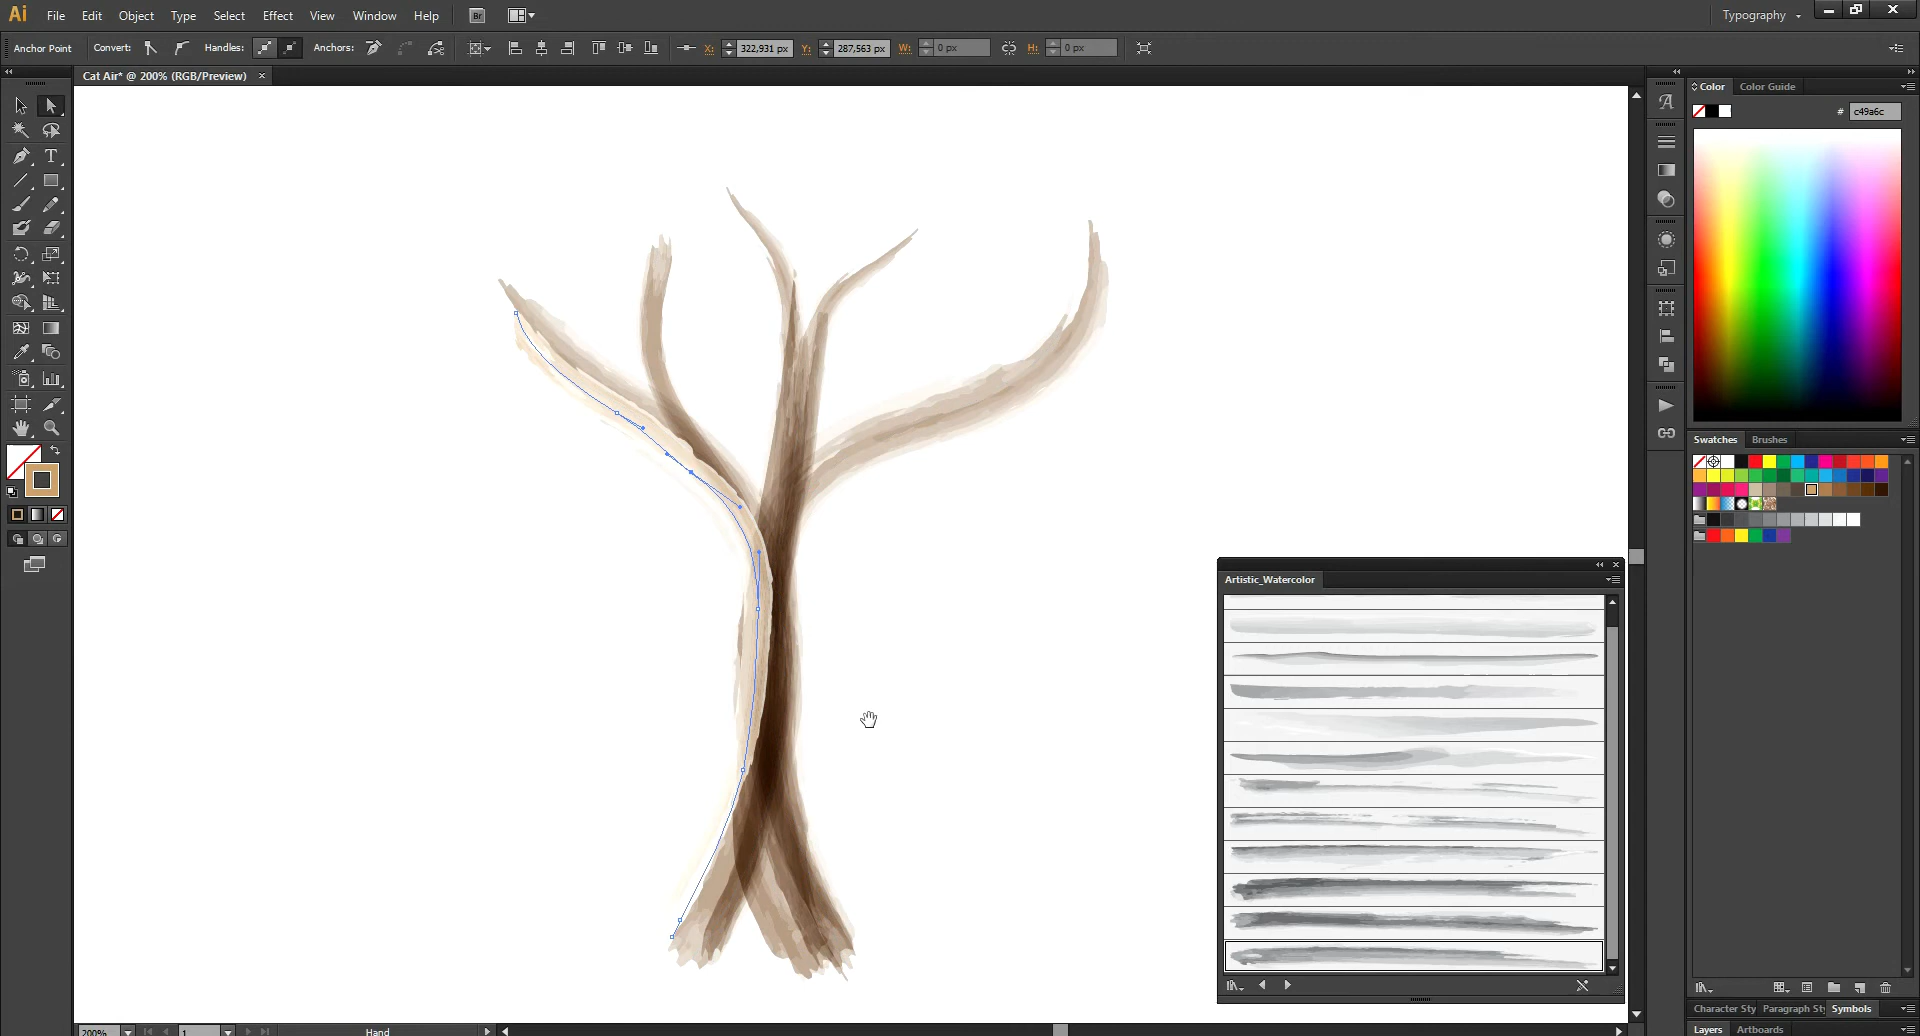 Ai File Edit Object Type Select Effect View Window Help Br Typography
Anchor Point Convert: Handles: Anchors: X: 322,931 px Y: 287,563 px W: 0 px H: 0 px
Cat Air* @ 200% (RGB/Preview) ×
Color Color Guide
# c49a6c
Swatches Brushes
Artistic_Watercolor
Character Sty Paragraph Sty Symbols
Layers Artboards
200% 1 Hand